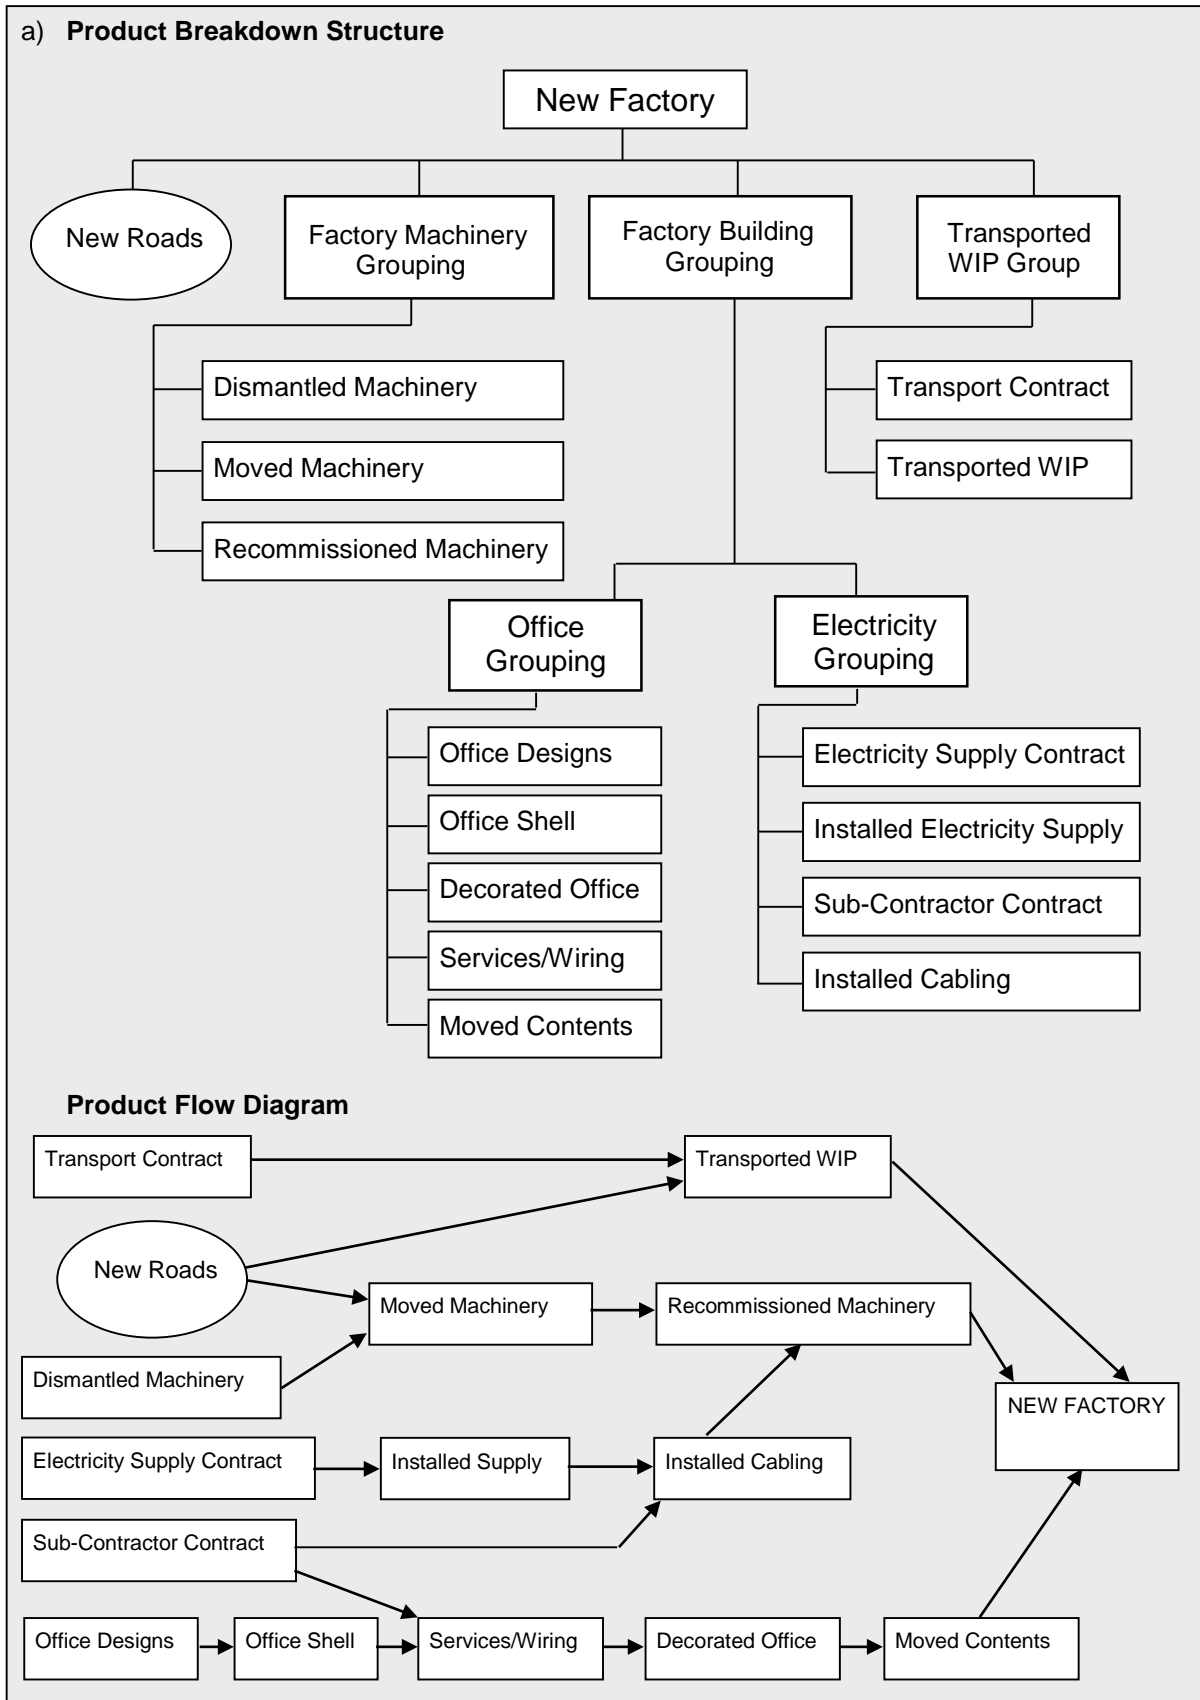 a) Product Breakdown Structure
New Factory
New Roads
Factory Machinery
Grouping
Factory Building
Grouping
Transported
WIP Group
Dismantled Machinery
Moved Machinery
Recommissioned Machinery
Transport Contract
Transported WIP
Office
Grouping
Electricity
Grouping
Office Designs
Office Shell
Decorated Office
Services/Wiring
Moved Contents
Electricity Supply Contract
Installed Electricity Supply
Sub-Contractor Contract
Installed Cabling
Product Flow Diagram
Transport Contract
Transported WIP
New Roads
Moved Machinery
Recommissioned Machinery
Dismantled Machinery
NEW FACTORY
Electricity Supply Contract
Installed Supply
Installed Cabling
Sub-Contractor Contract
Office Designs
Office Shell
Services/Wiring
Decorated Office
Moved Contents